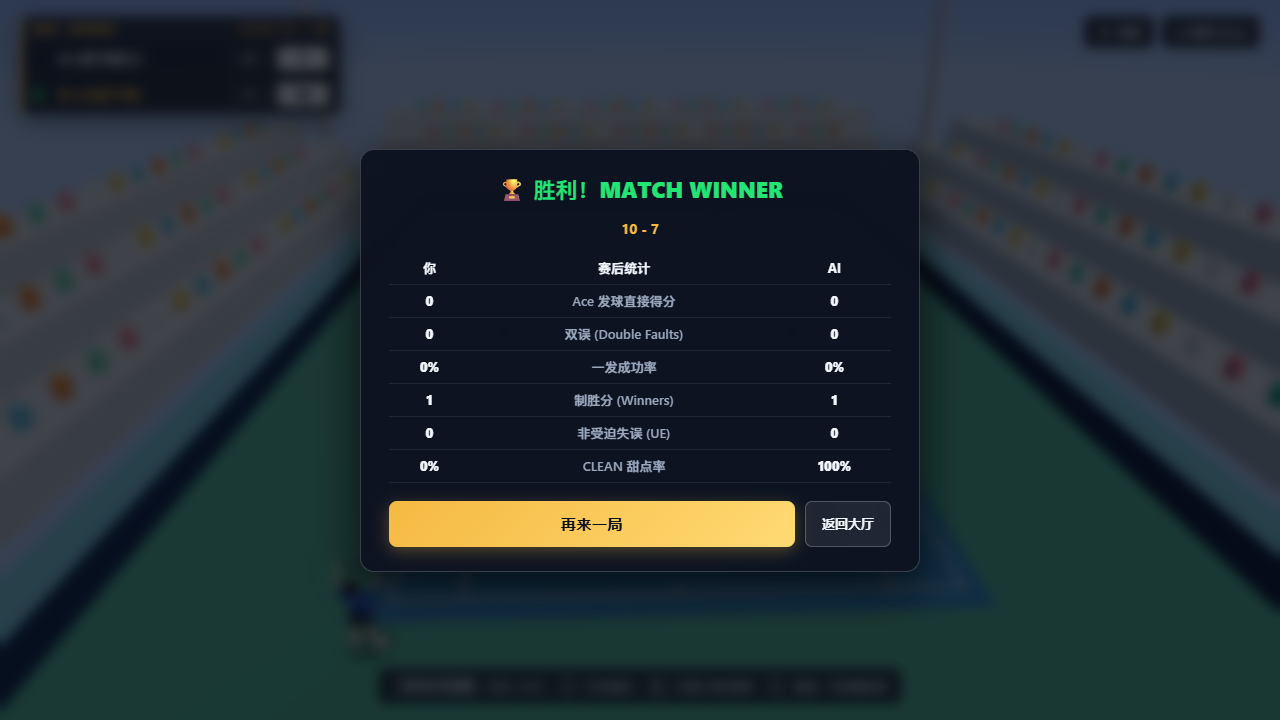 🏆 胜利！MATCH WINNER
10 - 7
你 赛后统计 AI
0 Ace 发球直接得分 0
0 双误 (Double Faults) 0
0% 一发成功率 0%
1 制胜分 (Winners) 1
0 非受迫失误 (UE) 0
0% CLEAN 甜点率 100%
再来一局 返回大厅